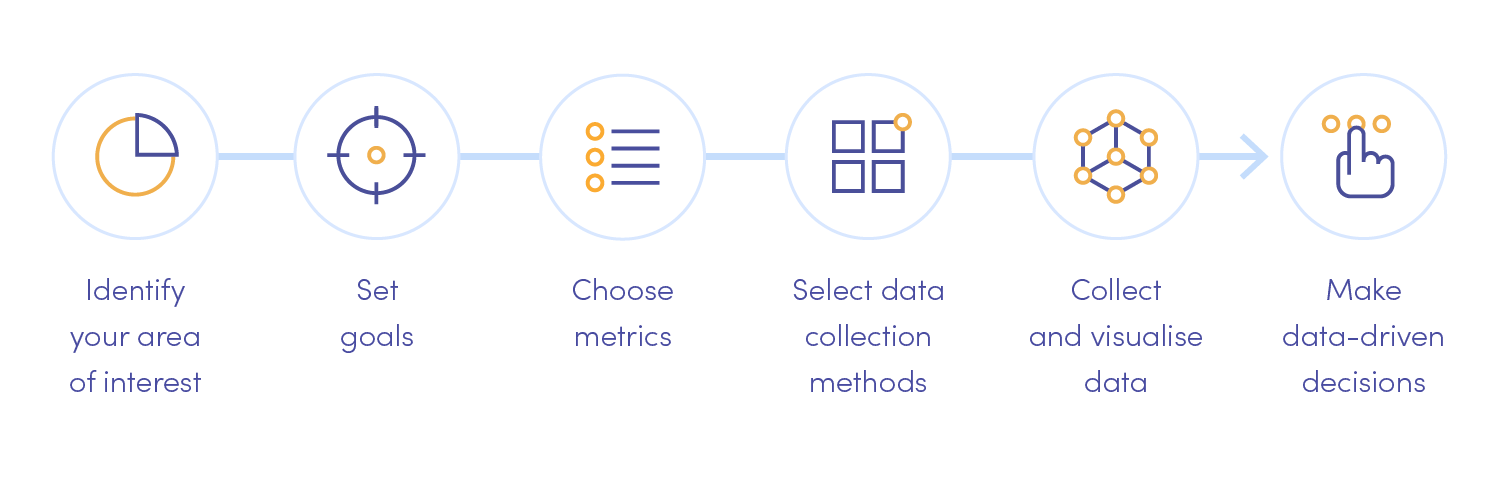 Identify
your area
of interest
Set
goals
Choose
metrics
Select data
collection
methods
Collect
and visualise
data
Make
data-driven
decisions